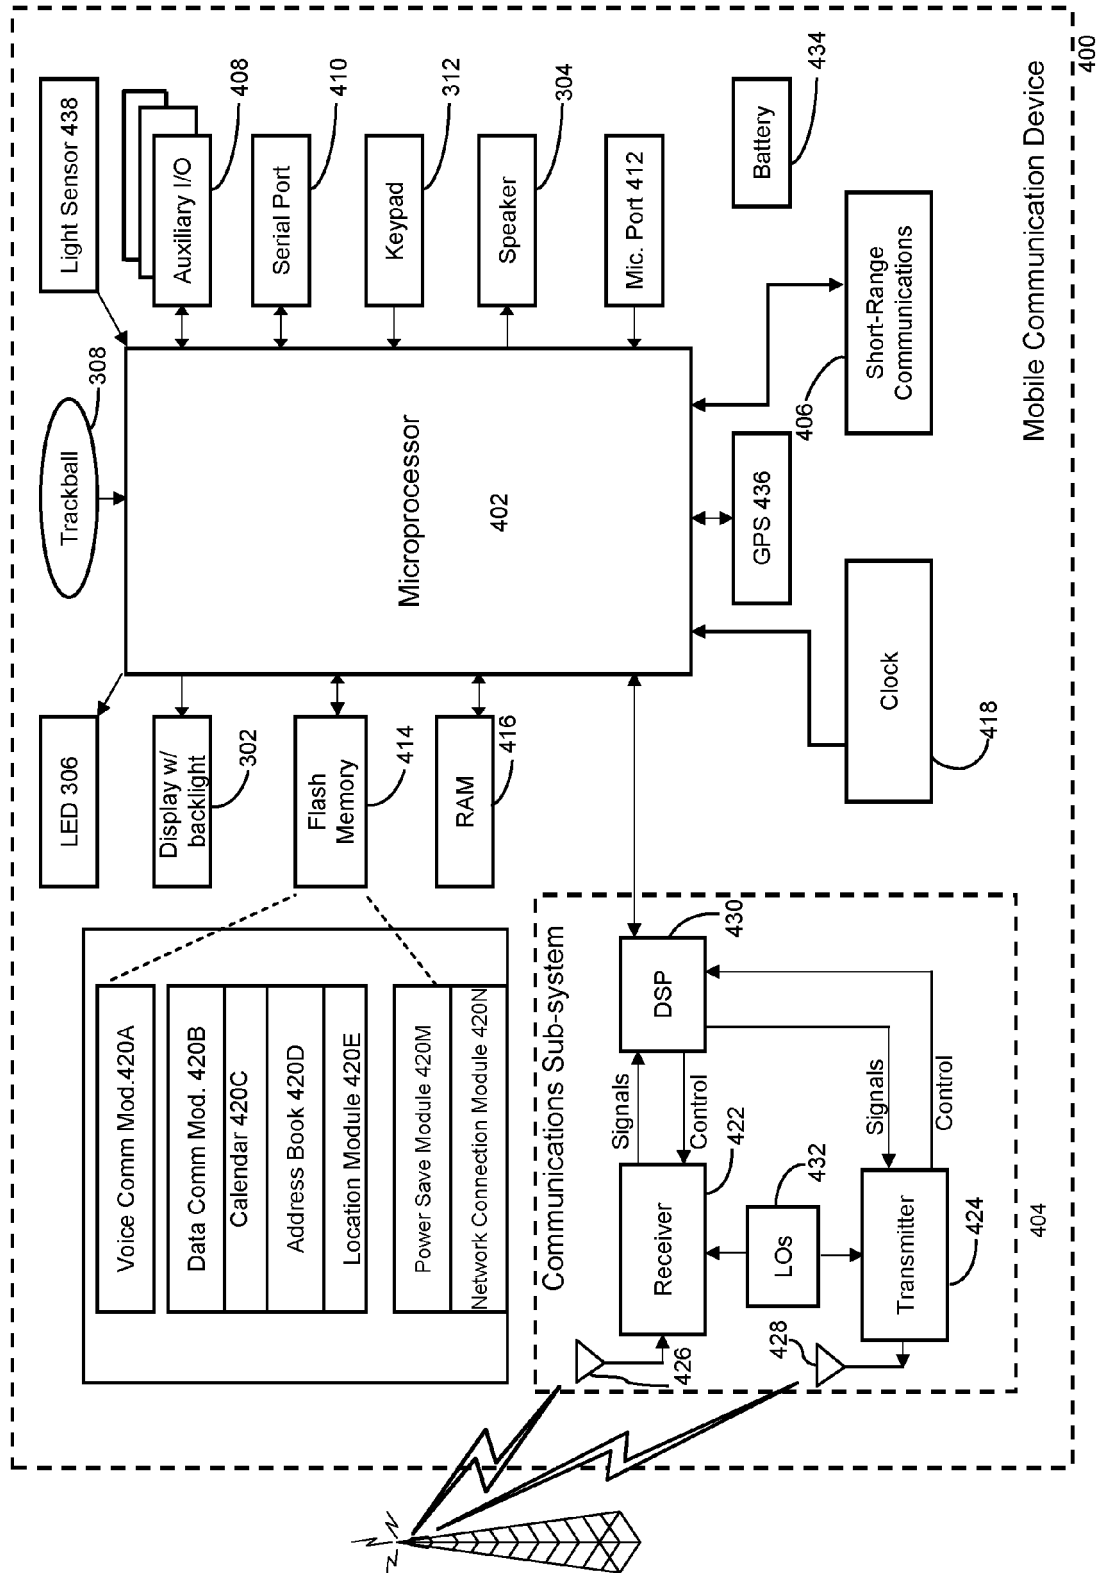 Light Sensor 438
Trackball
308
LED 306
Auxiliary I/O
408
Serial Port
410
Keypad
312
Speaker
304
Mic. Port 412
Display w/
backlight
302
Flash
Memory
414
RAM
416
Microprocessor
402
Voice Comm Mod.420A
Data Comm Mod. 420B
Calendar 420C
Address Book 420D
Location Module 420E
Power Save Module 420M
Network Connection Module 420N
Communications Sub-system
DSP
430
Signals
Control
Receiver
422
LOs
432
Signals
Control
Transmitter
424
426
428
404
Clock
418
GPS 436
Short-Range
Communications
406
Battery
434
Mobile Communication Device
400